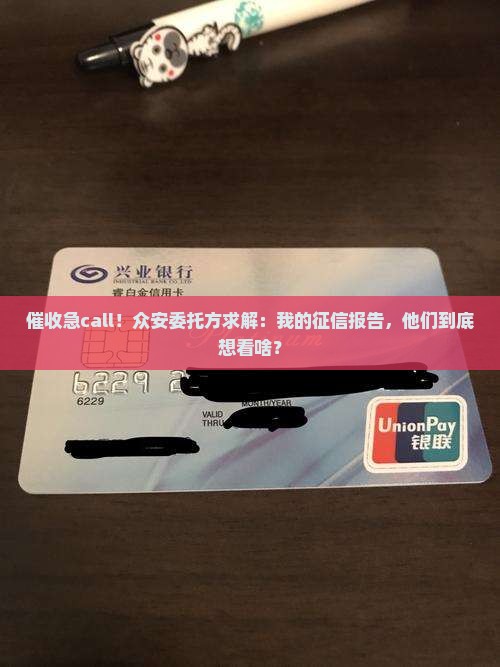 兴业银行
INDUSTRIAL BANK CO.,LTD.
睿白金信用卡
催收急call！众安委托方求解：我的征信报告，他们到底
想看啥？
6229 2
6229
MONTH/YEAR
VALID
THRU
UnionPay
银联